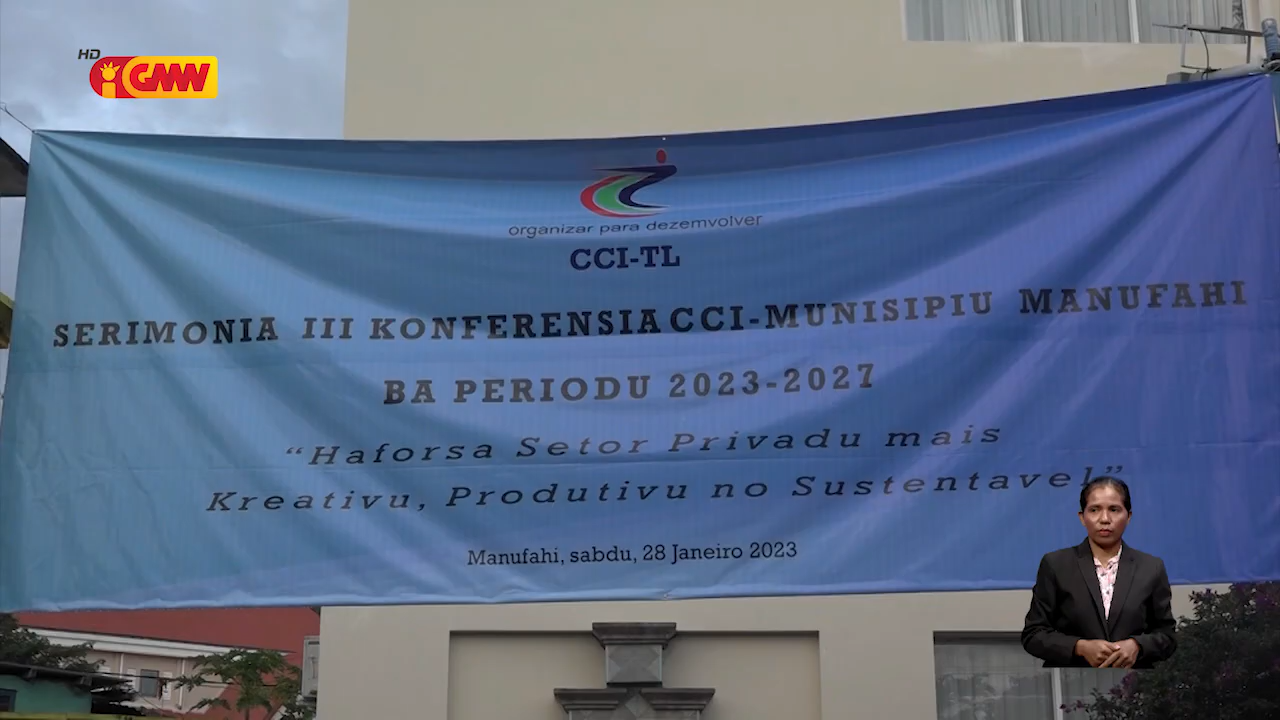 HD
GMN
organizar para dezemvolver
CCI-TL
SERIMONIA III KONFERENSIA CCI-MUNISIPIU MANUFAHI
BA PERIODU 2023-2027
“Haforsa Setor Privadu mais
Kreativu, Produtivu no Sustentavel”
Manufahi, sabdu, 28 Janeiro 2023